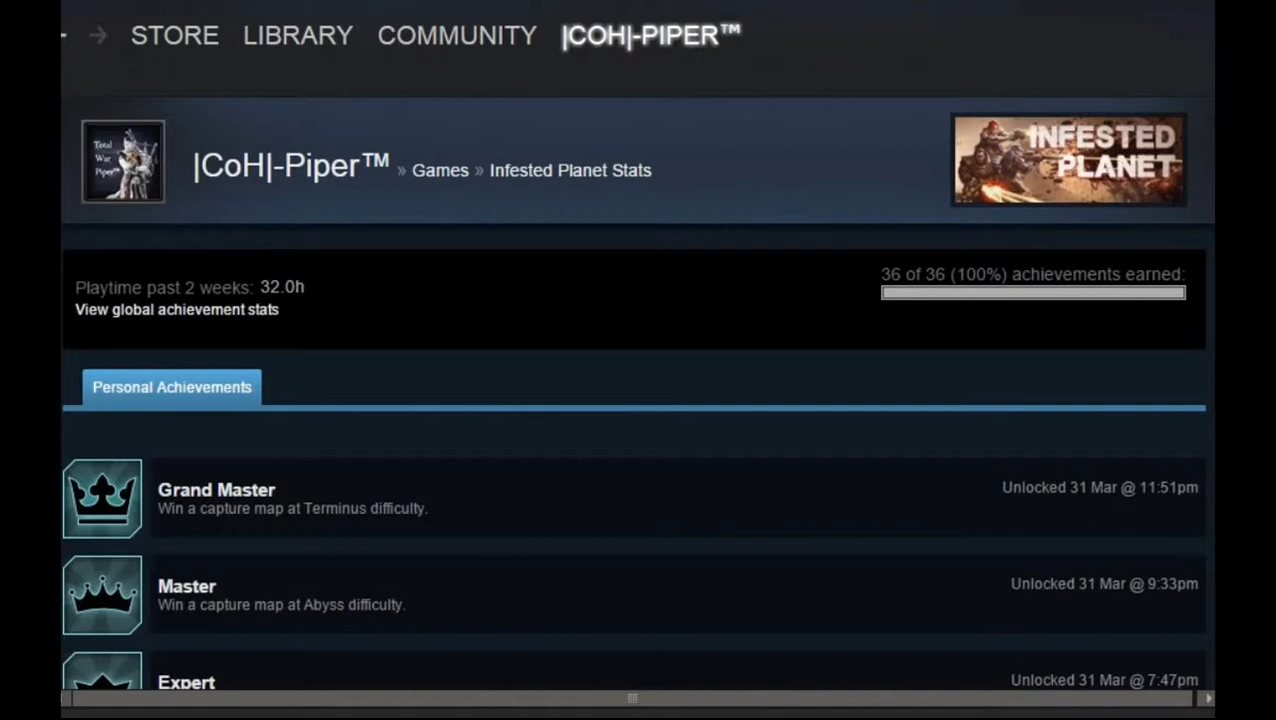 STORE LIBRARY COMMUNITY |COH|-PIPER™
Total
War
Piper™
|CoH|-Piper™ » Games » Infested Planet Stats
INFESTED
PLANET
Playtime past 2 weeks: 32.0h
View global achievement stats
36 of 36 (100%) achievements earned:
Personal Achievements
Grand Master
Win a capture map at Terminus difficulty.
Unlocked 31 Mar @ 11:51pm
Master
Win a capture map at Abyss difficulty.
Unlocked 31 Mar @ 9:33pm
Expert
Unlocked 31 Mar @ 7:47pm